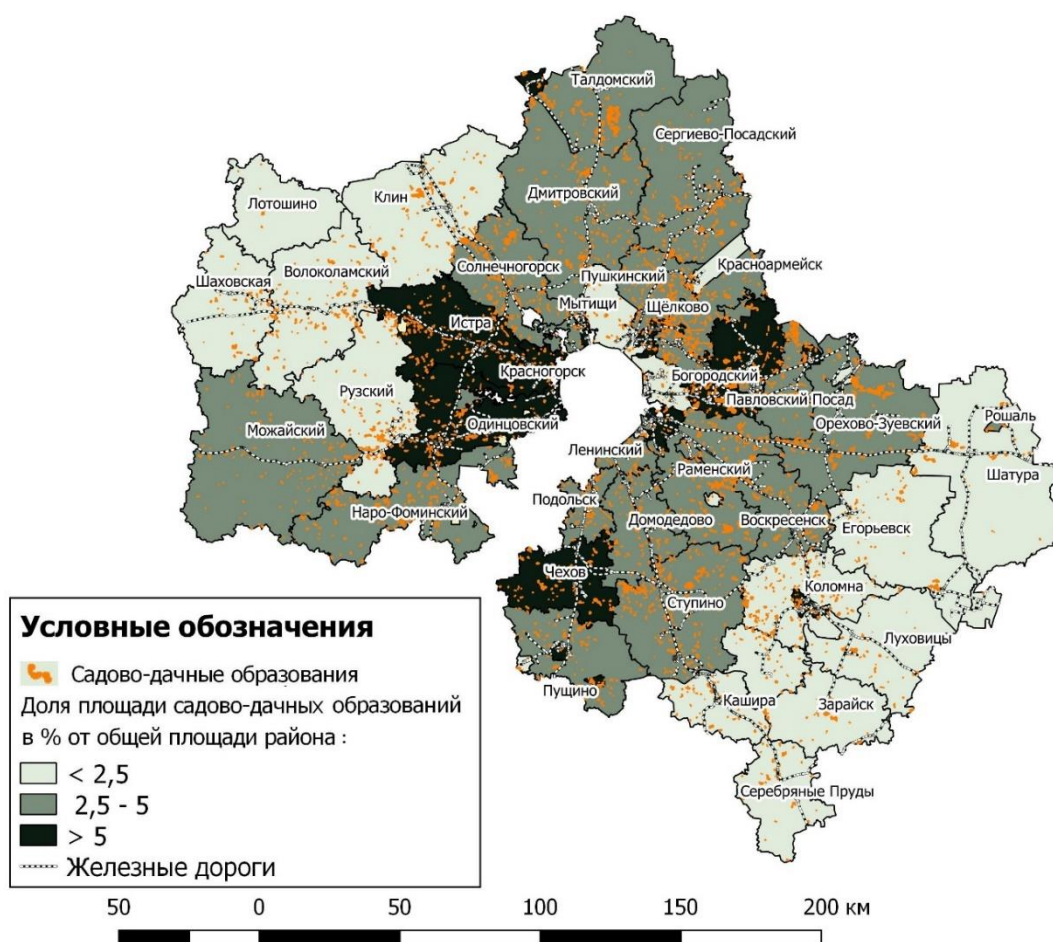 Талдомский
Сергиево-Посадский
Клин
Дмитровский
Лотошино
Красноармейск
Волоколамский
Солнечногорск
Пушкинский
Шаховская
Мытищи
Щёлково
Истра
Красногорск
Богородский
Рузский
Павловский Посад
Рошаль
Можайский
Одинцовский
Орехово-Зуевский
Ленинский
Раменский
Шатура
Подольск
Наро-Фоминский
Домодедово
Воскресенск
Егорьевск
Чехов
Коломна
Ступино
Луховицы
Пущино
Кашира
Зарайск
Серебряные Пруды
Условные обозначения
Садово-дачные образования
Доля площади садово-дачных образований
в % от общей площади района :
< 2,5
2,5 - 5
> 5
Железные дороги
50 0 50 100 150 200 км